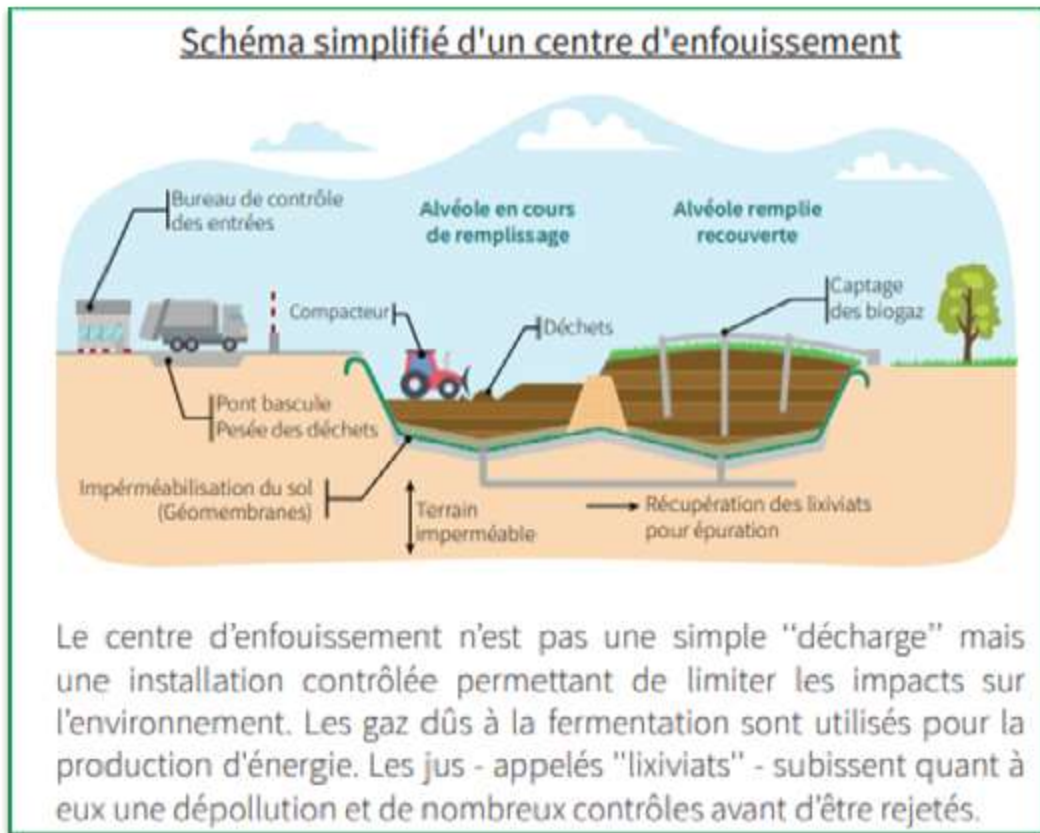 Schéma simplifié d'un centre d'enfouissement
Bureau de contrôle
des entrées
Alvéole en cours
de remplissage
Alvéole remplie
recouverte
Compacteur
Déchets
Captage
des biogaz
Pont bascule
Pesée des déchets
Impérméabilisation du sol
(Géomembranes)
Terrain
imperméable
Récupération des lixiviats
pour épuration
Le centre d'enfouissement n'est pas une simple "décharge" mais
une installation contrôlée permettant de limiter les impacts sur
l'environnement. Les gaz dûs à la fermentation sont utilisés pour la
production d'énergie. Les jus - appelés "lixiviats" - subissent quant à
eux une dépollution et de nombreux contrôles avant d'être rejetés.